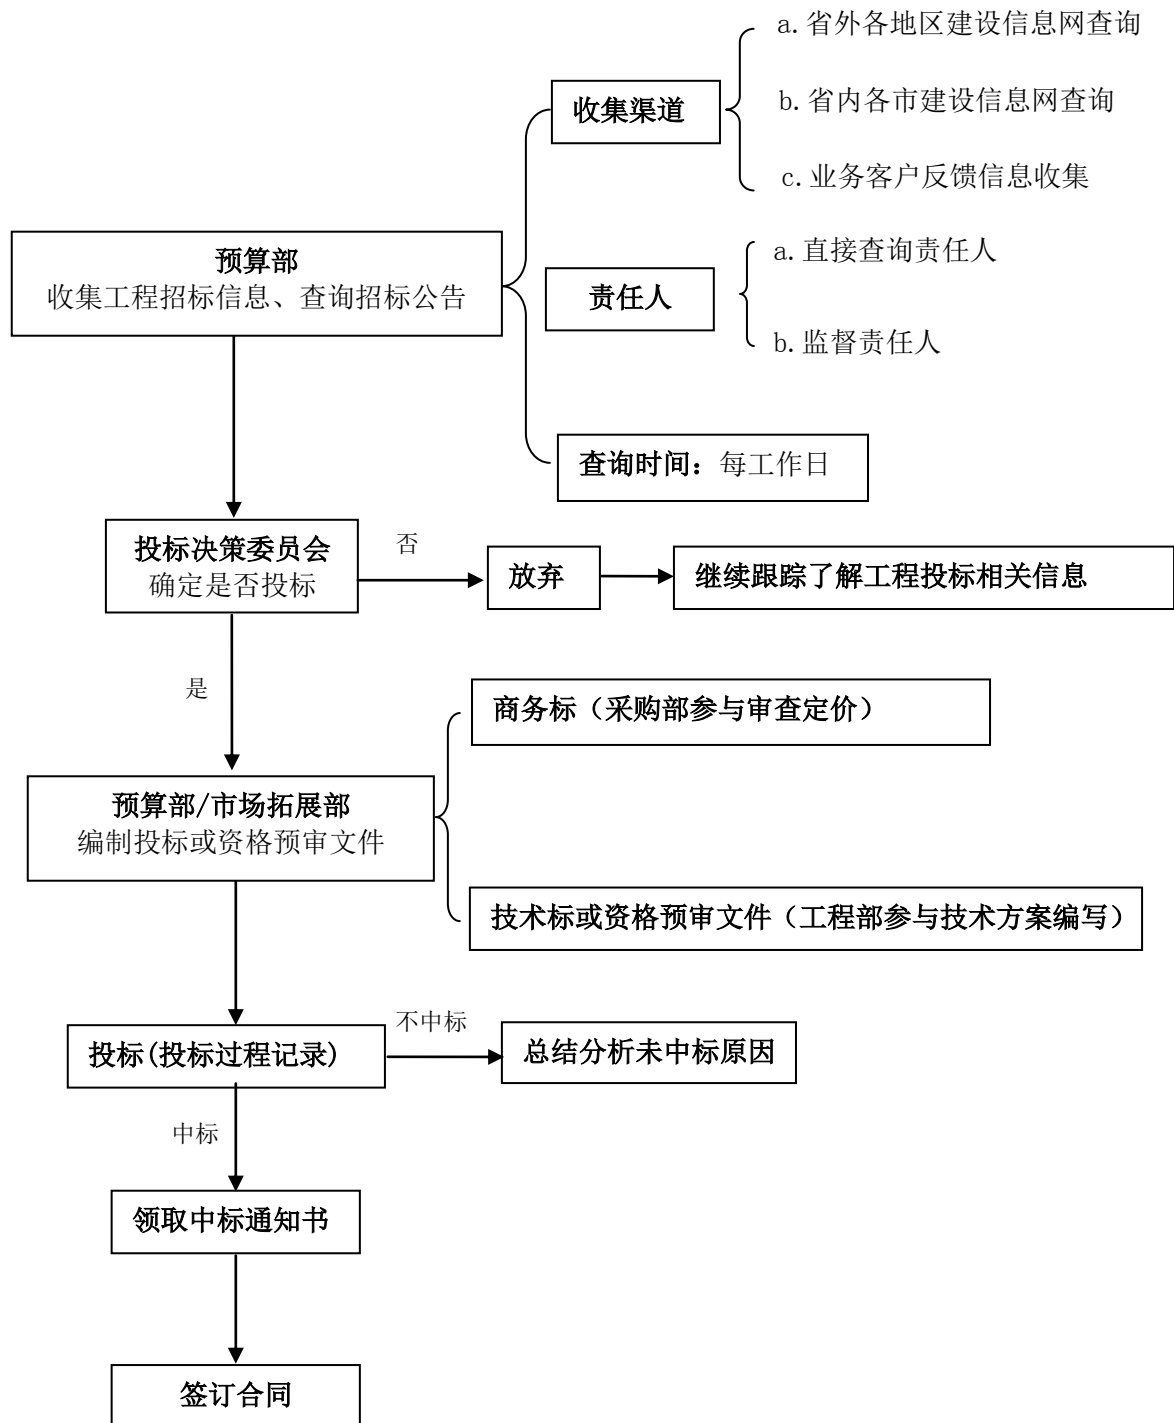 a.省外各地区建设信息网查询
收集渠道
b.省内各市建设信息网查询
c.业务客户反馈信息收集
预算部
收集工程招标信息、查询招标公告
a.直接查询责任人
责任人
b.监督责任人
查询时间：每工作日
投标决策委员会
确定是否投标
否
放弃
继续跟踪了解工程投标相关信息
是
商务标（采购部参与审查定价）
预算部/市场拓展部
编制投标或资格预审文件
技术标或资格预审文件（工程部参与技术方案编写）
投标(投标过程记录)
不中标
总结分析未中标原因
中标
领取中标通知书
签订合同